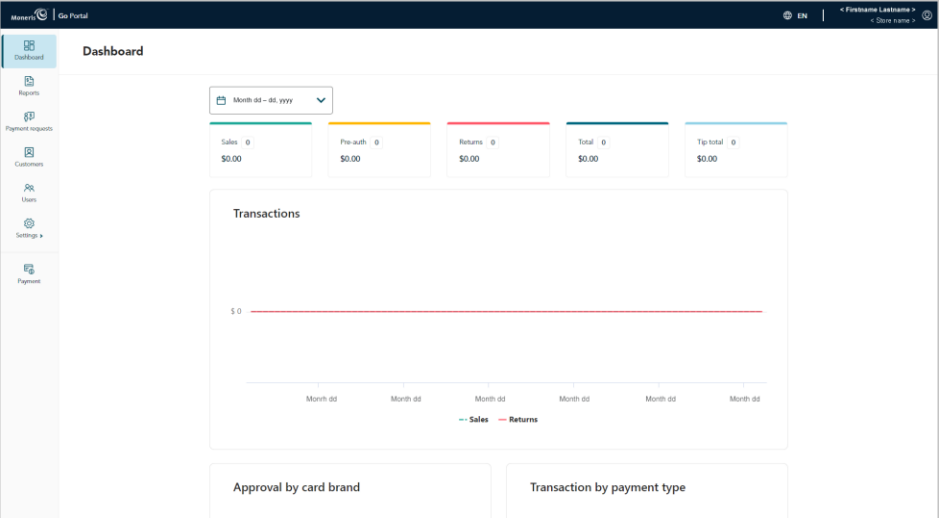 Moneris Go Portal
EN
< Firstname Lastname >
< Store name >
Dashboard
Reports
Payment requests
Customers
Users
Settings
Payment
Dashboard
Month dd – dd, yyyy
Sales 0
$0.00
Pre-auth 0
$0.00
Returns 0
$0.00
Total 0
$0.00
Tip total 0
$0.00
Transactions
$ 0
Month dd Month dd Month dd Month dd Month dd Month dd
Sales Returns
Approval by card brand
Transaction by payment type